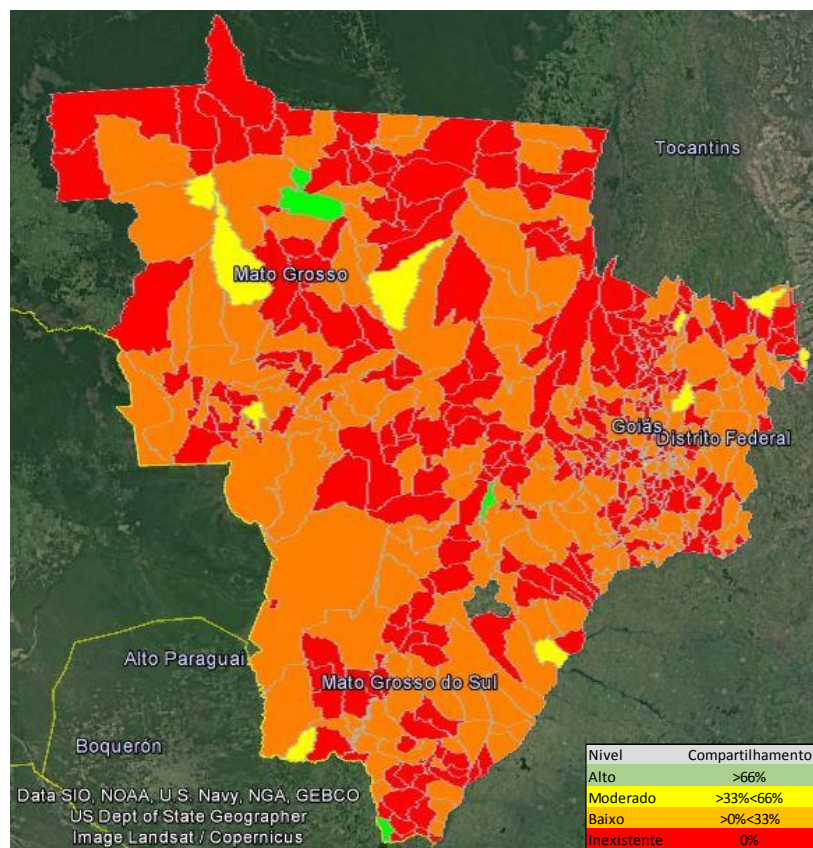 Tocantins
Mato Grosso
Goiás
Distrito Federal
Alto Paraguai
Mato Grosso do Sul
Boquerón
Data SIO, NOAA, U.S. Navy, NGA, GEBCO
US Dept of State Geographer
Image Landsat / Copernicus
Nivel Compartilhamento
Alto >66%
Moderado >33%<66%
Baixo >0%<33%
Inexistente 0%